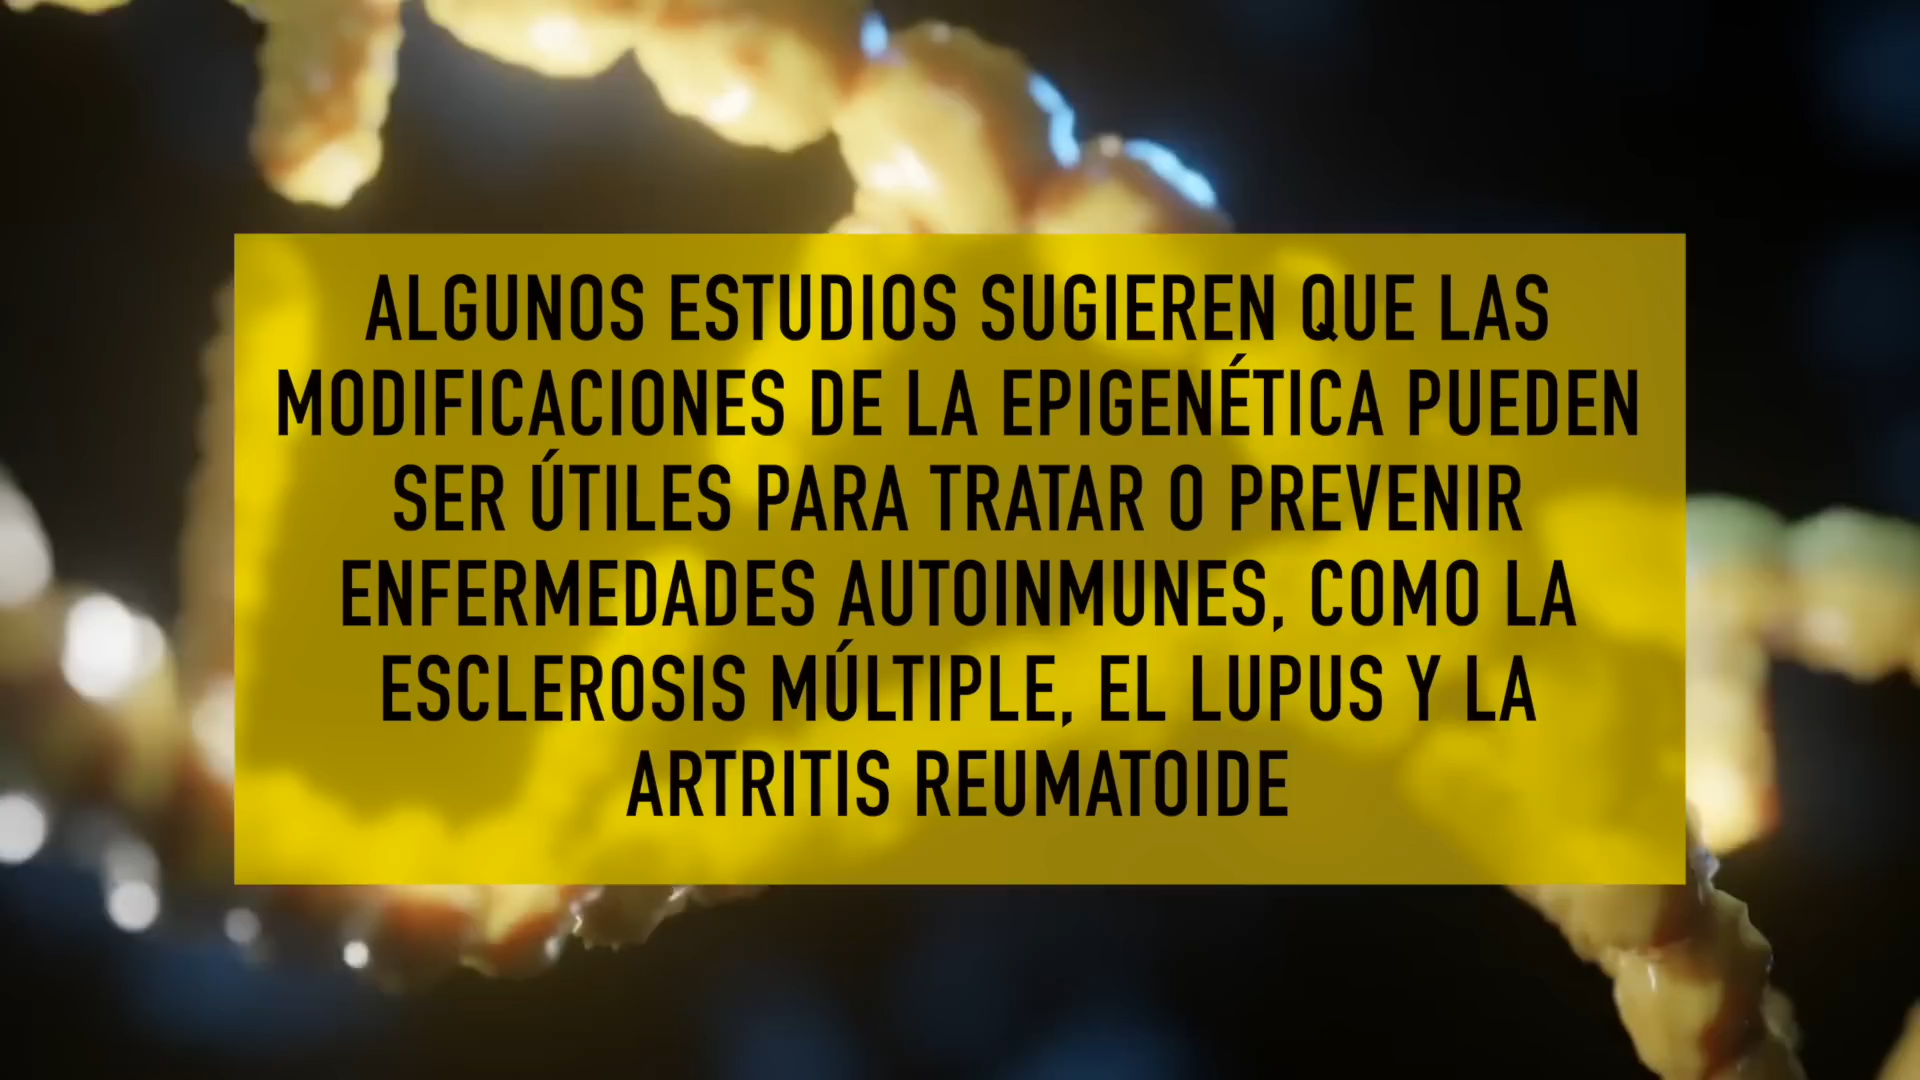 ALGUNOS ESTUDIOS SUGIEREN QUE LAS
MODIFICACIONES DE LA EPIGENÉTICA PUEDEN
SER ÚTILES PARA TRATAR O PREVENIR
ENFERMEDADES AUTOINMUNES, COMO LA
ESCLEROSIS MÚLTIPLE, EL LUPUS Y LA
ARTRITIS REUMATOIDE